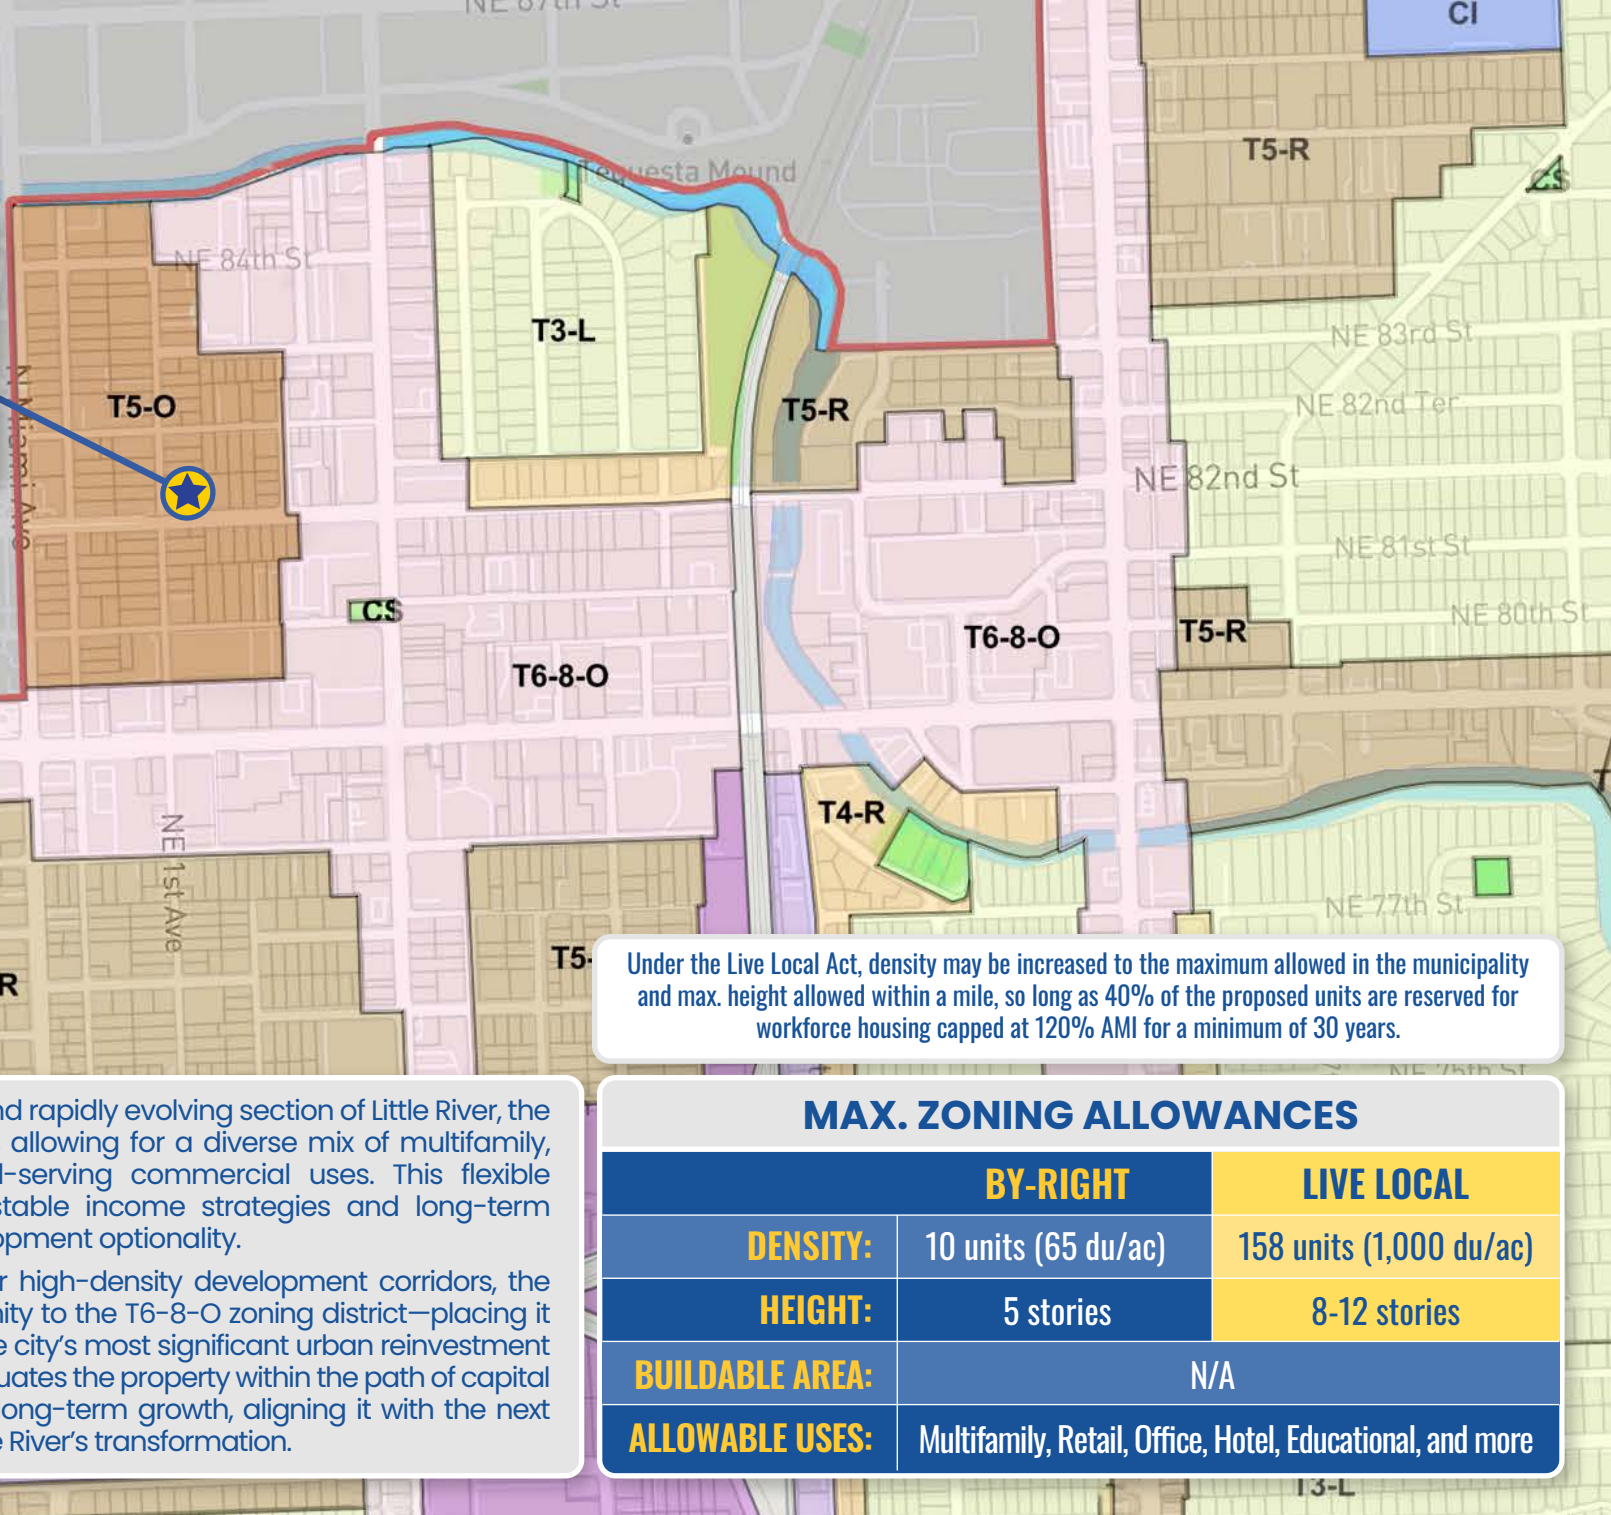 NE 87th St
CI
T5-R
Tequesta Mound
CS
NE 84th St
T3-L
NE 83rd St
N Miami Ave
T5-O
T5-R
NE 82nd Ter
NE 82nd St
NE 81st St
CS
NE 80th St
T5-R
T6-8-O
T6-8-O
T4-R
NE 1st Ave
NE 77th St
T5-
R
Under the Live Local Act, density may be increased to the maximum allowed in the municipality
and max. height allowed within a mile, so long as 40% of the proposed units are reserved for
workforce housing capped at 120% AMI for a minimum of 30 years.
NE 75th St
nd rapidly evolving section of Little River, the
allowing for a diverse mix of multifamily,
l-serving commercial uses. This flexible
stable income strategies and long-term
opment optionality.
r high-density development corridors, the
nity to the T6-8-O zoning district—placing it
e city's most significant urban reinvestment
uates the property within the path of capital
ong-term growth, aligning it with the next
e River's transformation.
MAX. ZONING ALLOWANCES
BY-RIGHT LIVE LOCAL
DENSITY: 10 units (65 du/ac) 158 units (1,000 du/ac)
HEIGHT: 5 stories 8-12 stories
BUILDABLE AREA: N/A
ALLOWABLE USES: Multifamily, Retail, Office, Hotel, Educational, and more
T3-L